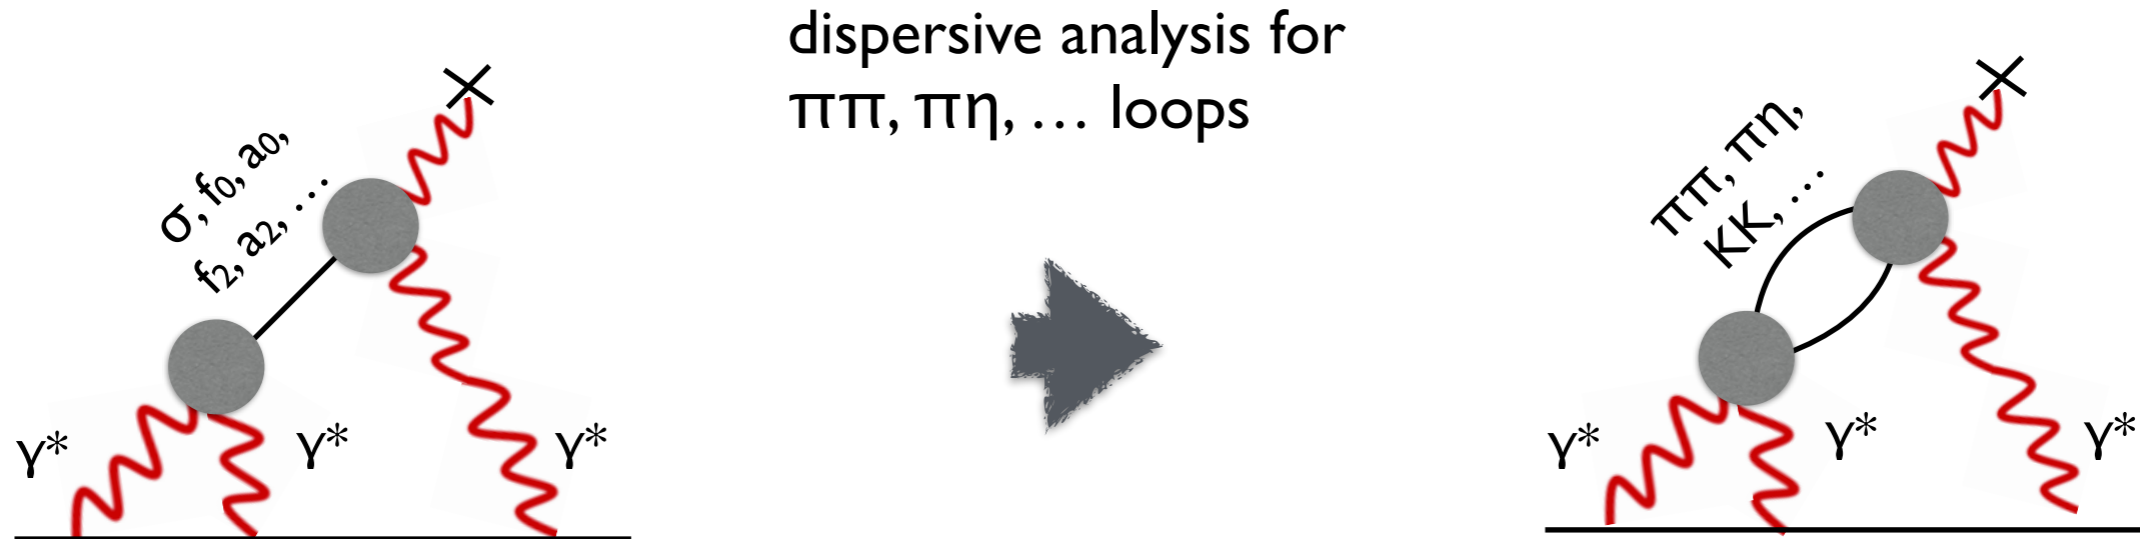 dispersive analysis for
ππ, πη, … loops
σ, f₀, a₀,
f₂, a₂, …
γ*
γ*
γ*
ππ, πη,
KK, …
γ*
γ*
γ*